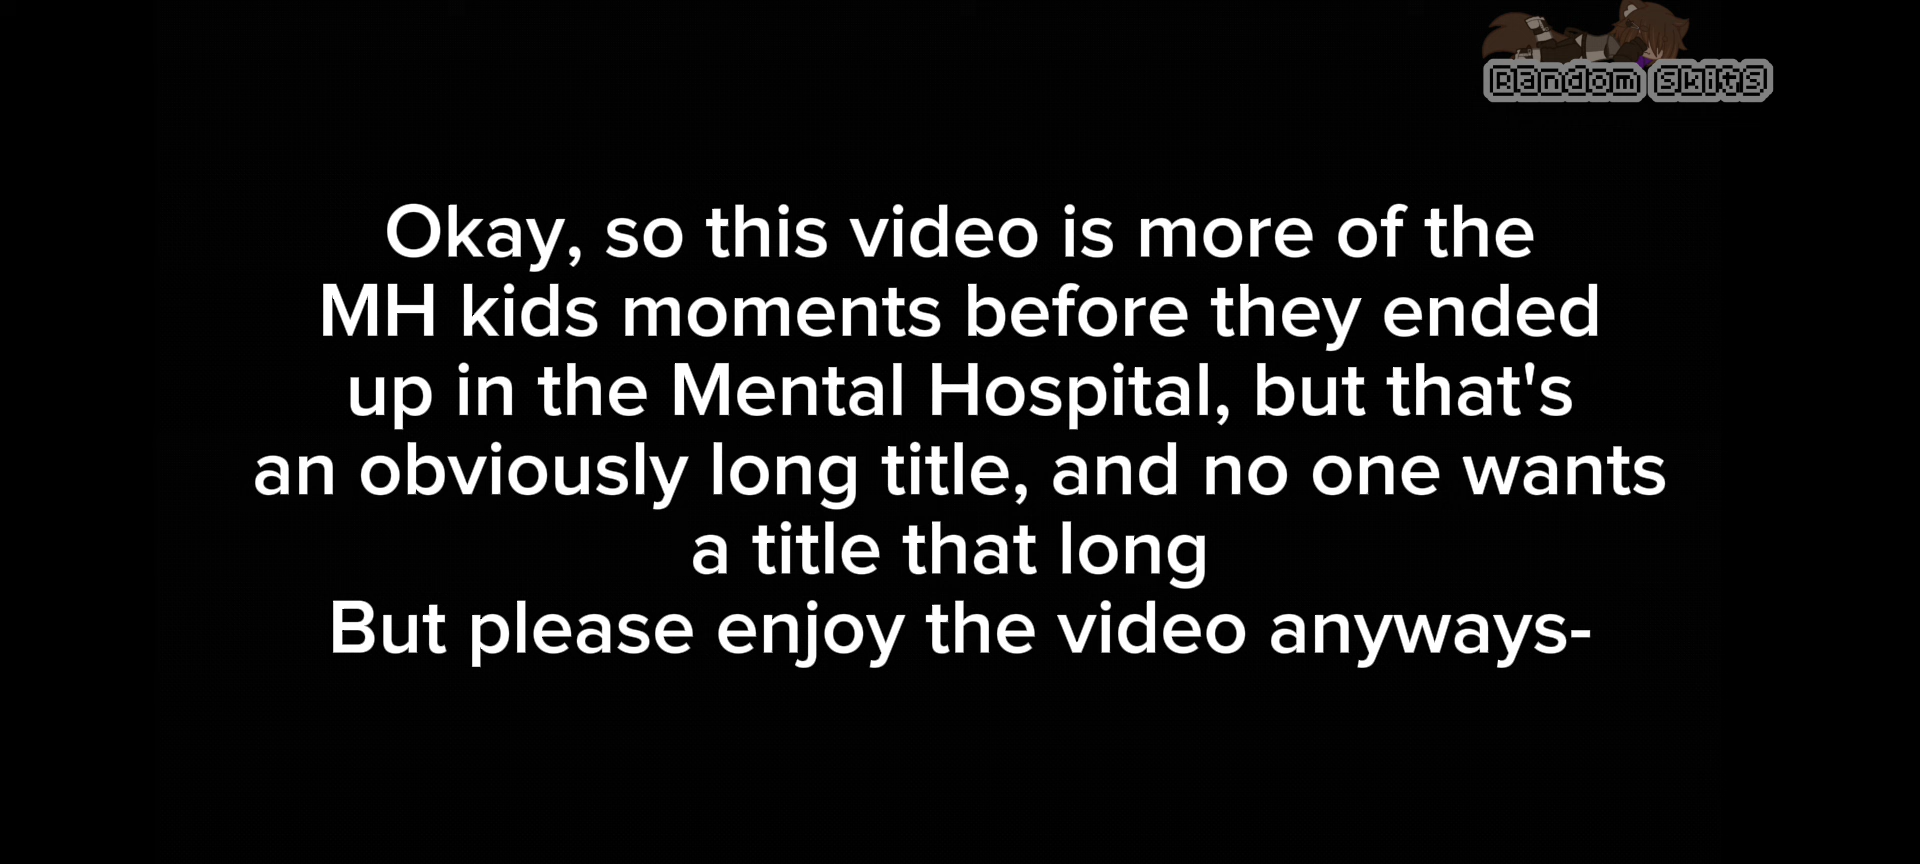 Random Skits
Okay, so this video is more of the
MH kids moments before they ended
up in the Mental Hospital, but that's
an obviously long title, and no one wants
a title that long
But please enjoy the video anyways-